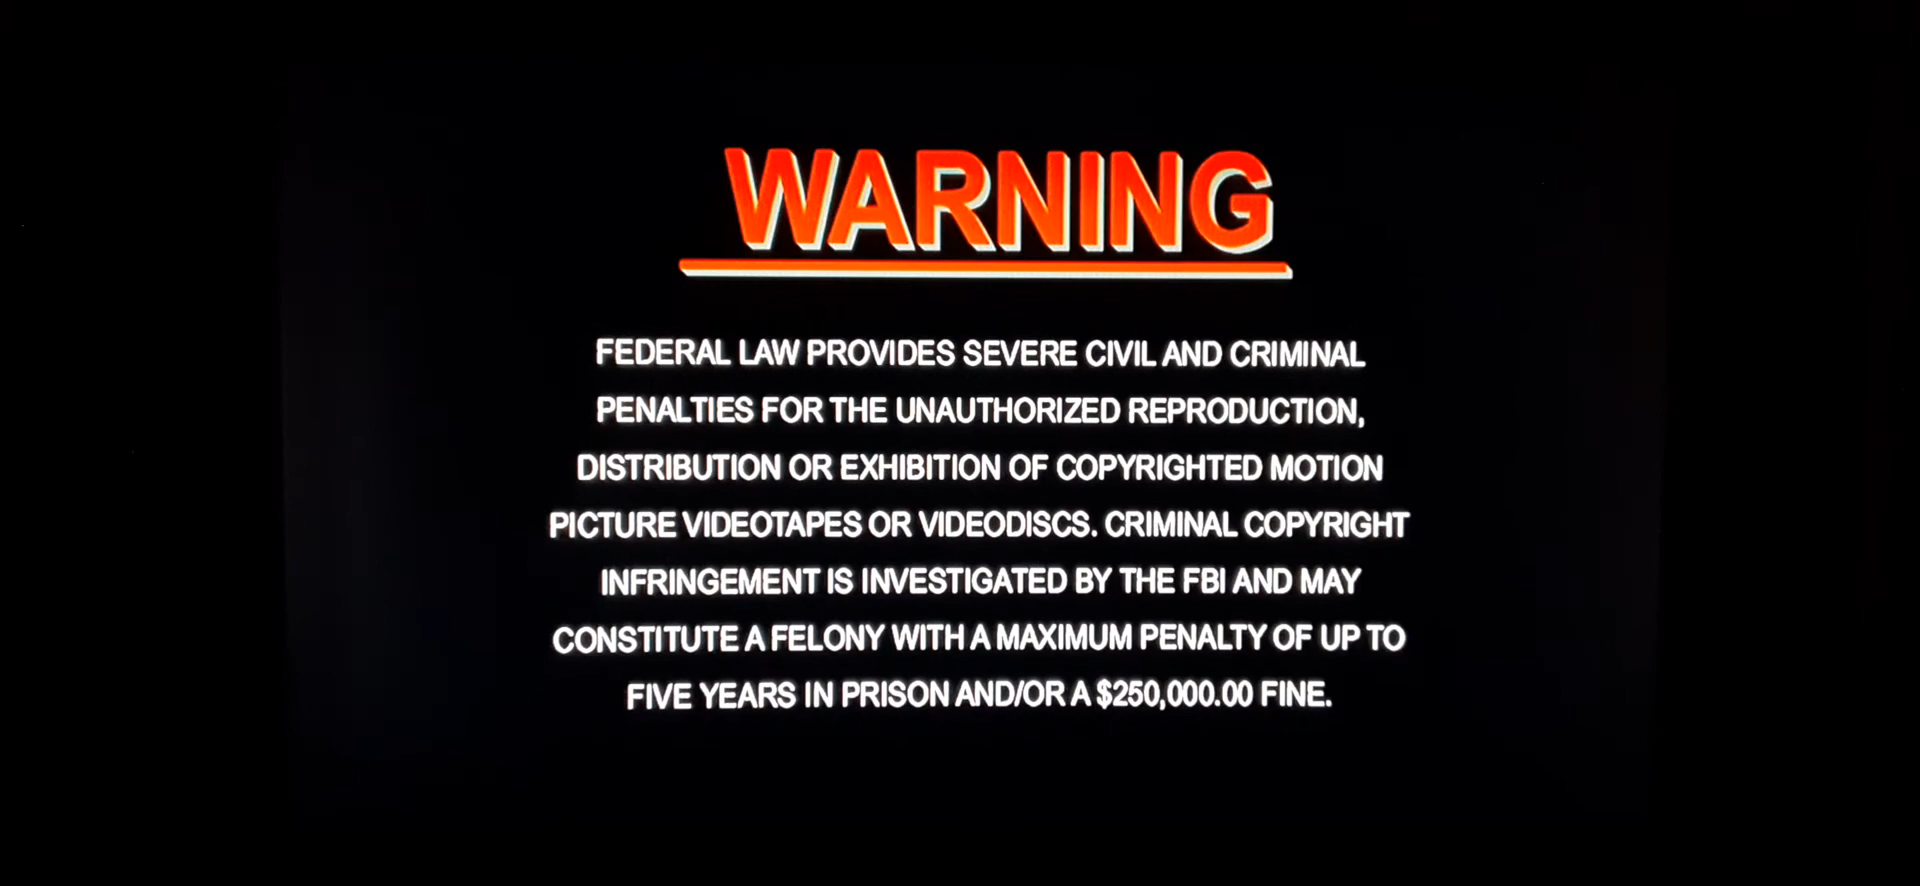 WARNING
FEDERAL LAW PROVIDES SEVERE CIVIL AND CRIMINAL
PENALTIES FOR THE UNAUTHORIZED REPRODUCTION,
DISTRIBUTION OR EXHIBITION OF COPYRIGHTED MOTION
PICTURE VIDEOTAPES OR VIDEODISCS. CRIMINAL COPYRIGHT
INFRINGEMENT IS INVESTIGATED BY THE FBI AND MAY
CONSTITUTE A FELONY WITH A MAXIMUM PENALTY OF UP TO
FIVE YEARS IN PRISON AND/OR A $250,000.00 FINE.